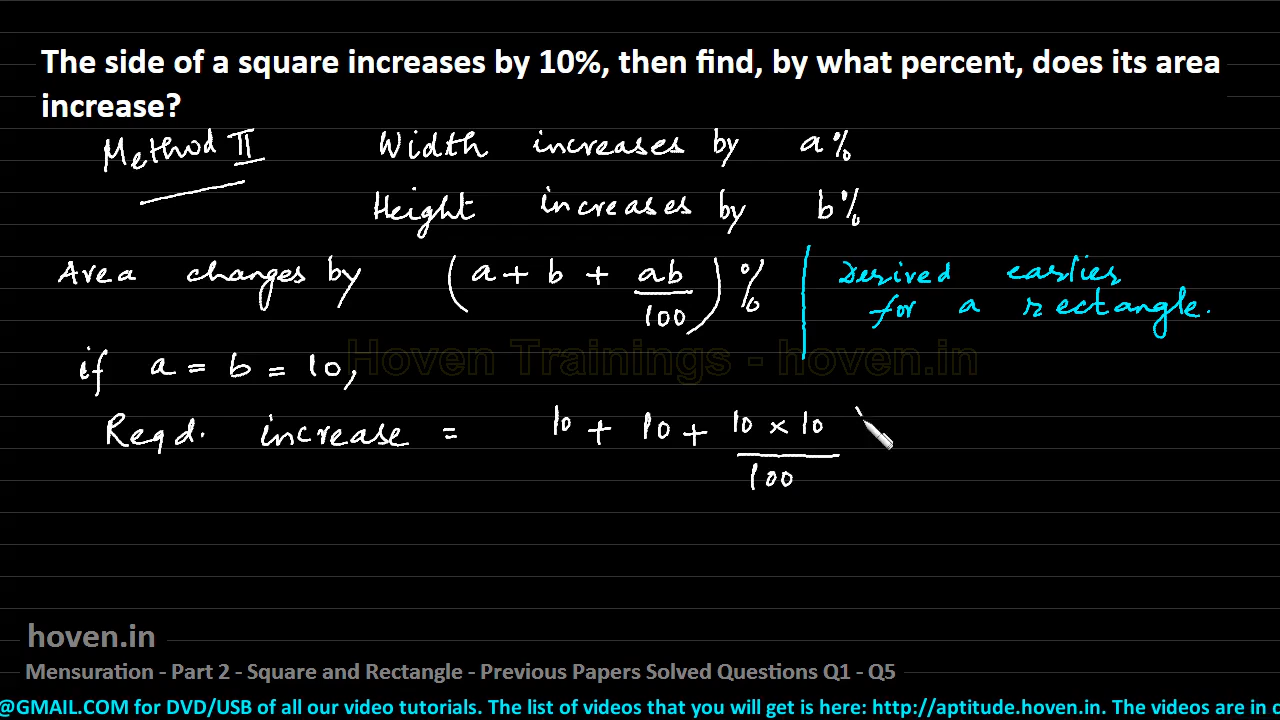 The side of a square increases by 10%, then find, by what percent, does its area
increase?
Method II Width increases by a%
Height increases by b%
Area changes by (a + b + ab/100) % Derived earlier
for a rectangle.
Hoven Trainings - hoven.in
if a = b = 10,
Reqd. increase = 10 + 10 + 10 × 10/100
hoven.in
Mensuration - Part 2 - Square and Rectangle - Previous Papers Solved Questions Q1 - Q5
@GMAIL.COM for DVD/USB of all our video tutorials. The list of videos that you will get is here: http://aptitude.hoven.in. The videos are in